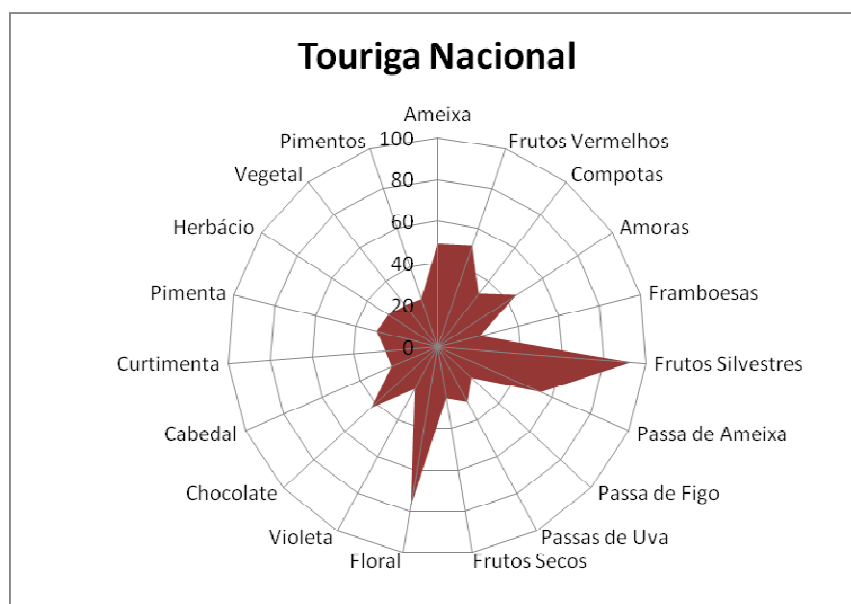 Touriga Nacional
Ameixa
Pimentos
100
Frutos Vermelhos
Vegetal
80
Compotas
Herbácio
60
Amoras
40
Pimenta
20
Framboesas
Curtimenta
0
Frutos Silvestres
Cabedal
Passa de Ameixa
Chocolate
Passa de Figo
Violeta
Passas de Uva
Floral
Frutos Secos